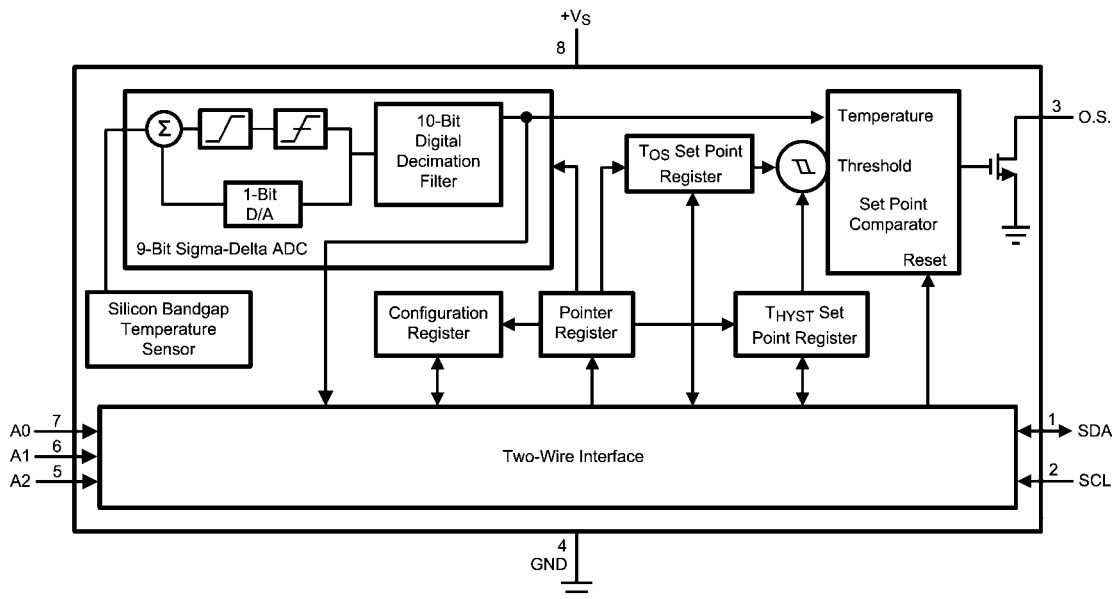 +VS
8
10-Bit
Digital
Decimation
Filter
Σ
1-Bit
D/A
9-Bit Sigma-Delta ADC
TOS Set Point
Register
Temperature
Threshold
Set Point
Comparator
Reset
3
O.S.
Silicon Bandgap
Temperature
Sensor
Configuration
Register
Pointer
Register
THYST Set
Point Register
A0
7
A1
6
A2
5
Two-Wire Interface
1
SDA
2
SCL
4
GND